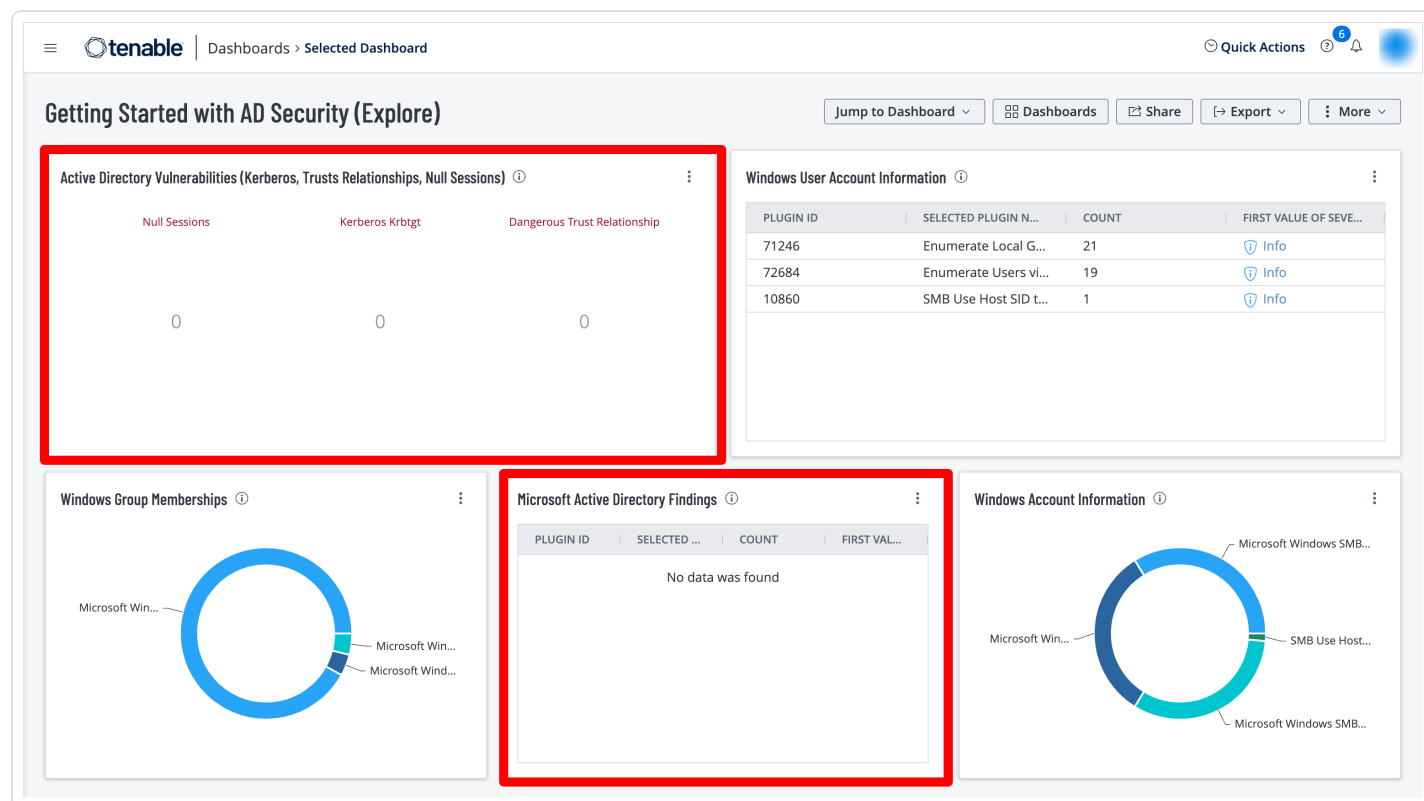 tenable Dashboards > Selected Dashboard Quick Actions 6
Getting Started with AD Security (Explore) Jump to Dashboard Dashboards Share Export More
Active Directory Vulnerabilities (Kerberos, Trusts Relationships, Null Sessions)
Null Sessions Kerberos Krbtgt Dangerous Trust Relationship
0 0 0
Windows User Account Information
PLUGIN ID SELECTED PLUGIN N... COUNT FIRST VALUE OF SEVE...
71246 Enumerate Local G... 21 Info
72684 Enumerate Users vi... 19 Info
10860 SMB Use Host SID t... 1 Info
Windows Group Memberships
Microsoft Win...
Microsoft Win...
Microsoft Wind...
Microsoft Active Directory Findings
PLUGIN ID SELECTED ... COUNT FIRST VAL...
No data was found
Windows Account Information
Microsoft Windows SMB...
Microsoft Win...
SMB Use Host...
Microsoft Windows SMB...